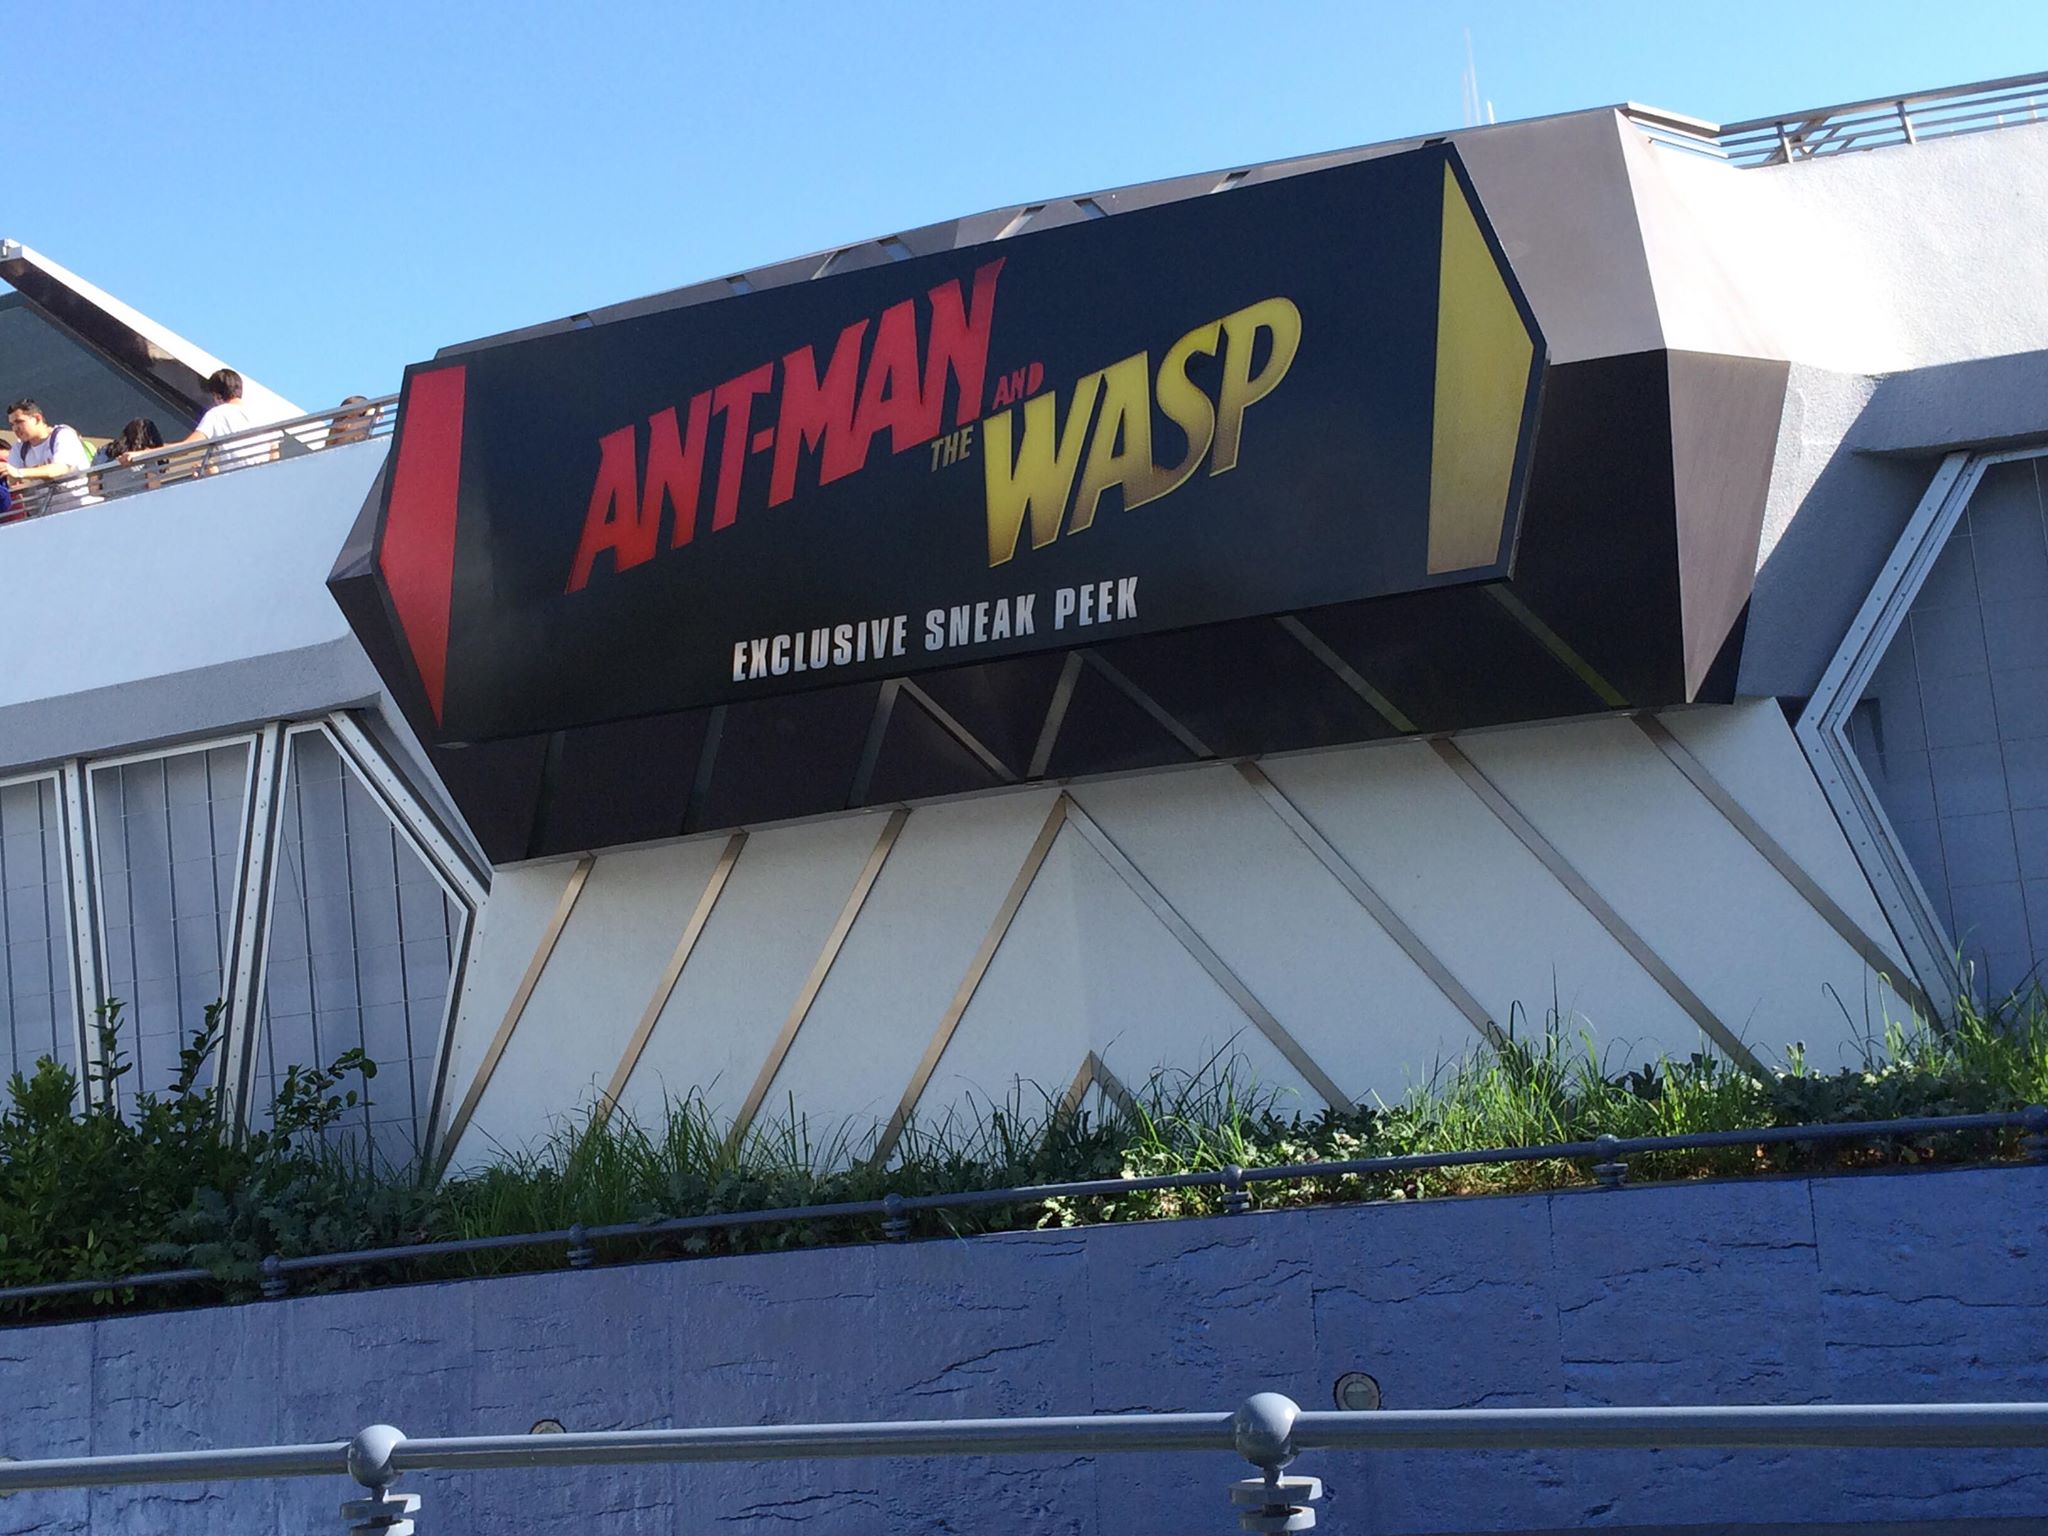 ANT-MAN AND
THE WASP
EXCLUSIVE SNEAK PEEK